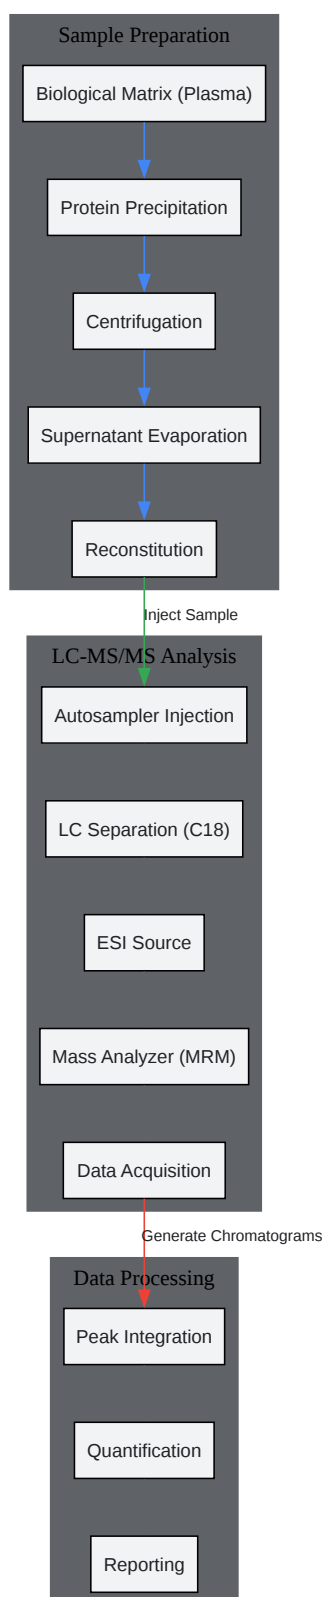 Sample Preparation
Biological Matrix (Plasma)
Protein Precipitation
Centrifugation
Supernatant Evaporation
Reconstitution
Inject Sample
LC-MS/MS Analysis
Autosampler Injection
LC Separation (C18)
ESI Source
Mass Analyzer (MRM)
Data Acquisition
Generate Chromatograms
Data Processing
Peak Integration
Quantification
Reporting